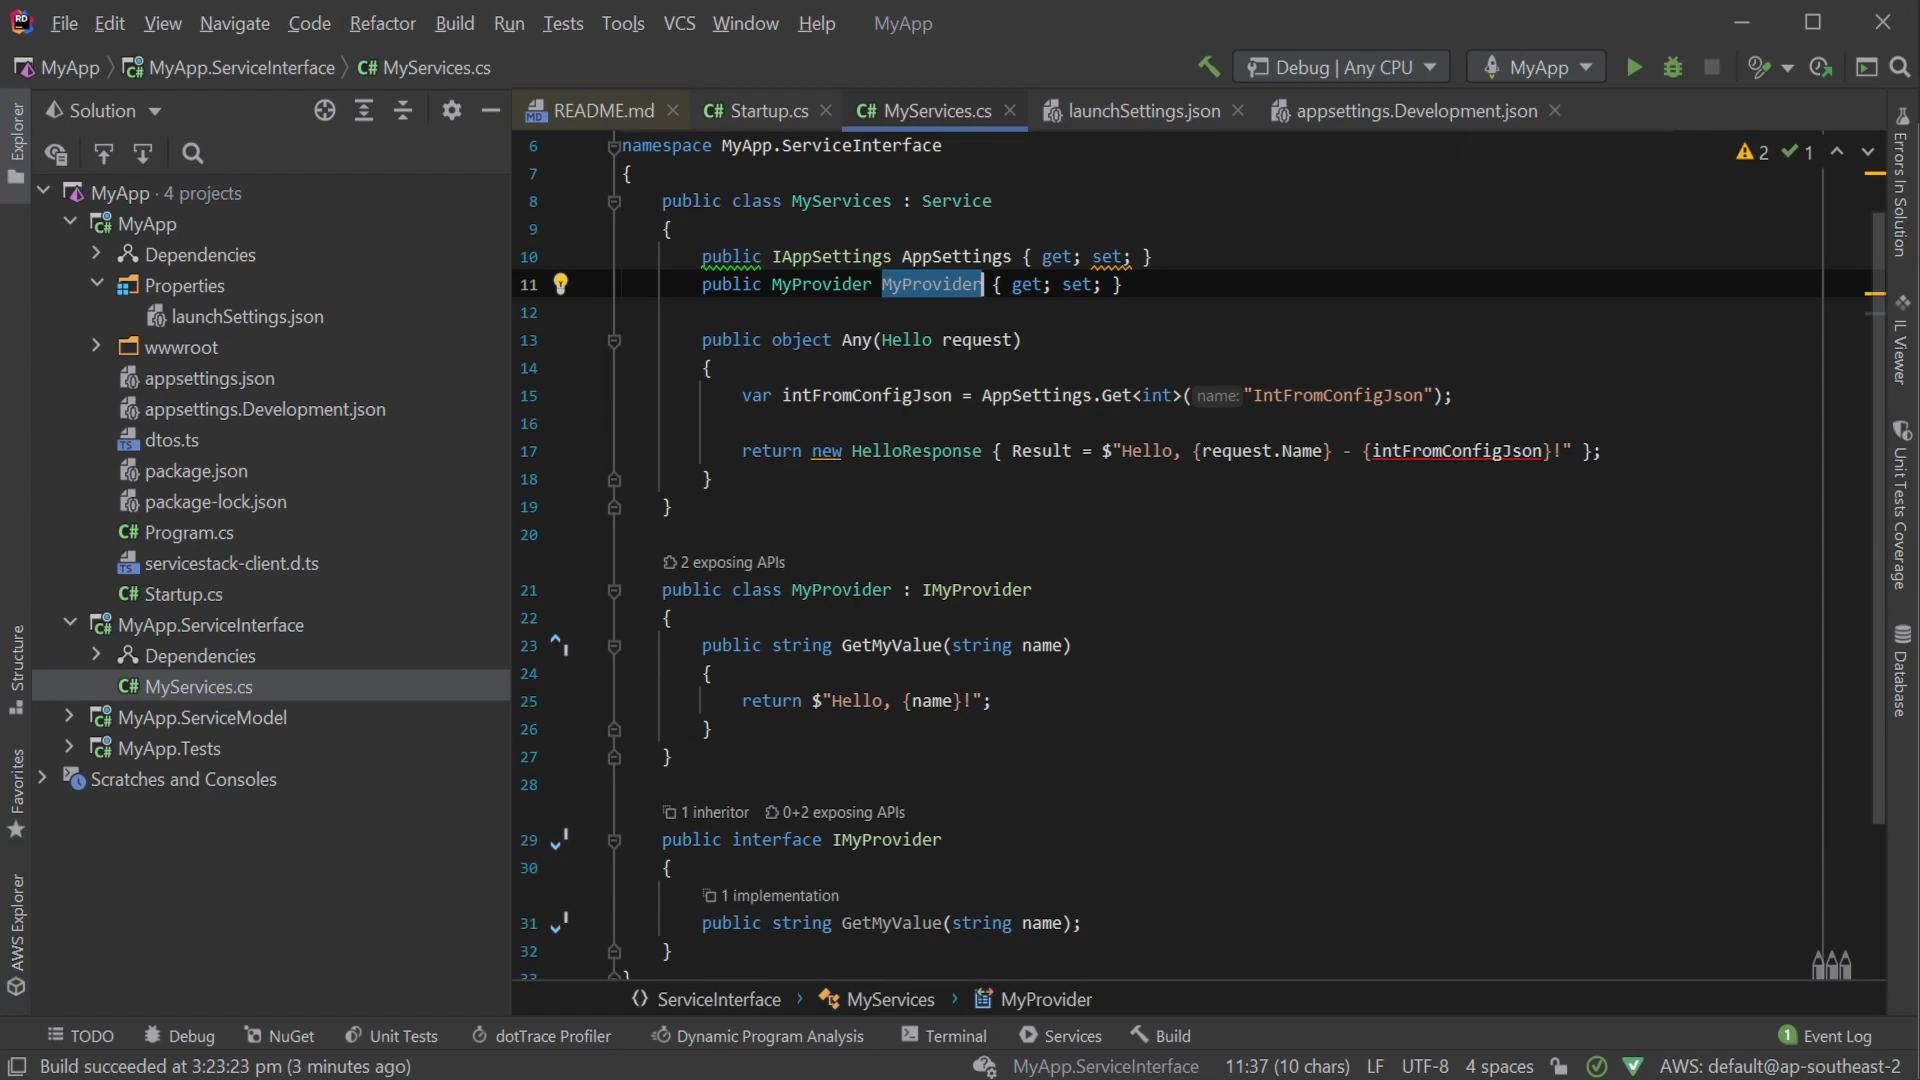 File Edit View Navigate Code Refactor Build Run Tests Tools VCS Window Help MyApp
MyApp MyApp.ServiceInterface C# MyServices.cs Debug | Any CPU MyApp
Explorer
Solution
MyApp · 4 projects
MyApp
Dependencies
Properties
launchSettings.json
wwwroot
appsettings.json
appsettings.Development.json
dtos.ts
package.json
package-lock.json
C# Program.cs
servicestack-client.d.ts
C# Startup.cs
MyApp.ServiceInterface
Dependencies
C# MyServices.cs
MyApp.ServiceModel
MyApp.Tests
Scratches and Consoles
Structure
Favorites
AWS Explorer
README.md C# Startup.cs C# MyServices.cs launchSettings.json appsettings.Development.json
2 1
6 namespace MyApp.ServiceInterface
7 {
8 public class MyServices : Service
9 {
10 public IAppSettings AppSettings { get; set; }
11 public MyProvider MyProvider { get; set; }
12
13 public object Any(Hello request)
14 {
15 var intFromConfigJson = AppSettings.Get<int>( name: "IntFromConfigJson");
16
17 return new HelloResponse { Result = $"Hello, {request.Name} - {intFromConfigJson}!" };
18 }
19 }
20
2 exposing APIs
21 public class MyProvider : IMyProvider
22 {
23 public string GetMyValue(string name)
24 {
25 return $"Hello, {name}!";
26 }
27 }
28
1 inheritor 0+2 exposing APIs
29 public interface IMyProvider
30 {
1 implementation
31 public string GetMyValue(string name);
32 }
33 }
Errors In Solution
IL Viewer
Unit Tests Coverage
Database
ServiceInterface MyServices MyProvider
TODO Debug NuGet Unit Tests dotTrace Profiler Dynamic Program Analysis Terminal Services Build 1 Event Log
Build succeeded at 3:23:23 pm (3 minutes ago) MyApp.ServiceInterface 11:37 (10 chars) LF UTF-8 4 spaces AWS: default@ap-southeast-2